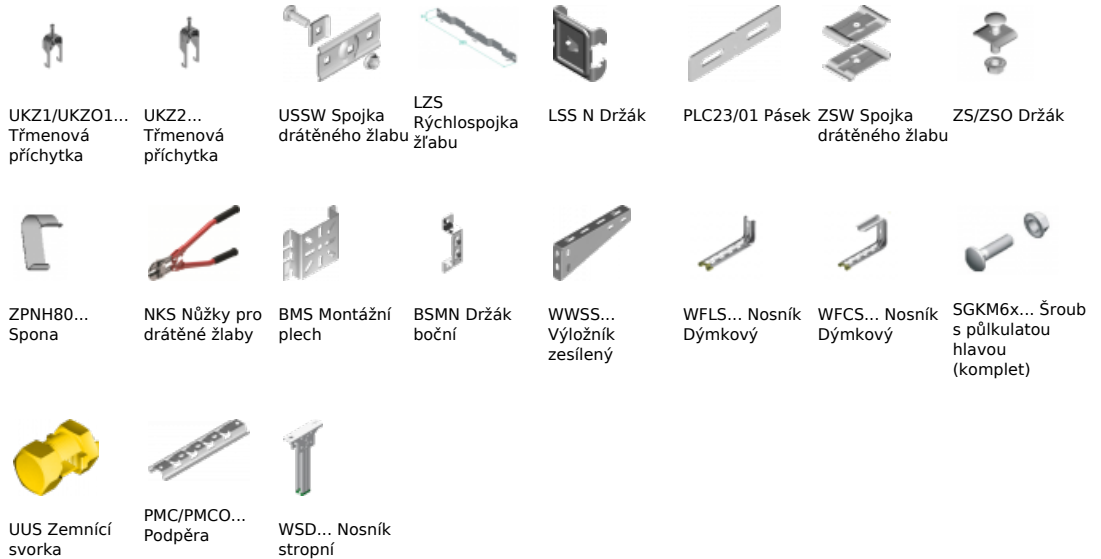 UKZ1/UKZO1...
Třmenová
příchytka
UKZ2...
Třmenová
příchytka
USSW Spojka
drátěného žlabu
LZS
Rýchlospojka
žľabu
LSS N Držák
PLC23/01 Pásek
ZSW Spojka
drátěného žlabu
ZS/ZSO Držák
ZPNH80...
Spona
NKS Nůžky pro
drátěné žlaby
BMS Montážní
plech
BSMN Držák
boční
WWSS...
Výložník
zesílený
WFLS... Nosník
Dýmkový
WFCS... Nosník
Dýmkový
SGKM6x... Šroub
s půlkulatou
hlavou
(komplet)
UUS Zemnící
svorka
PMC/PMCO...
Podpěra
WSD... Nosník
stropní